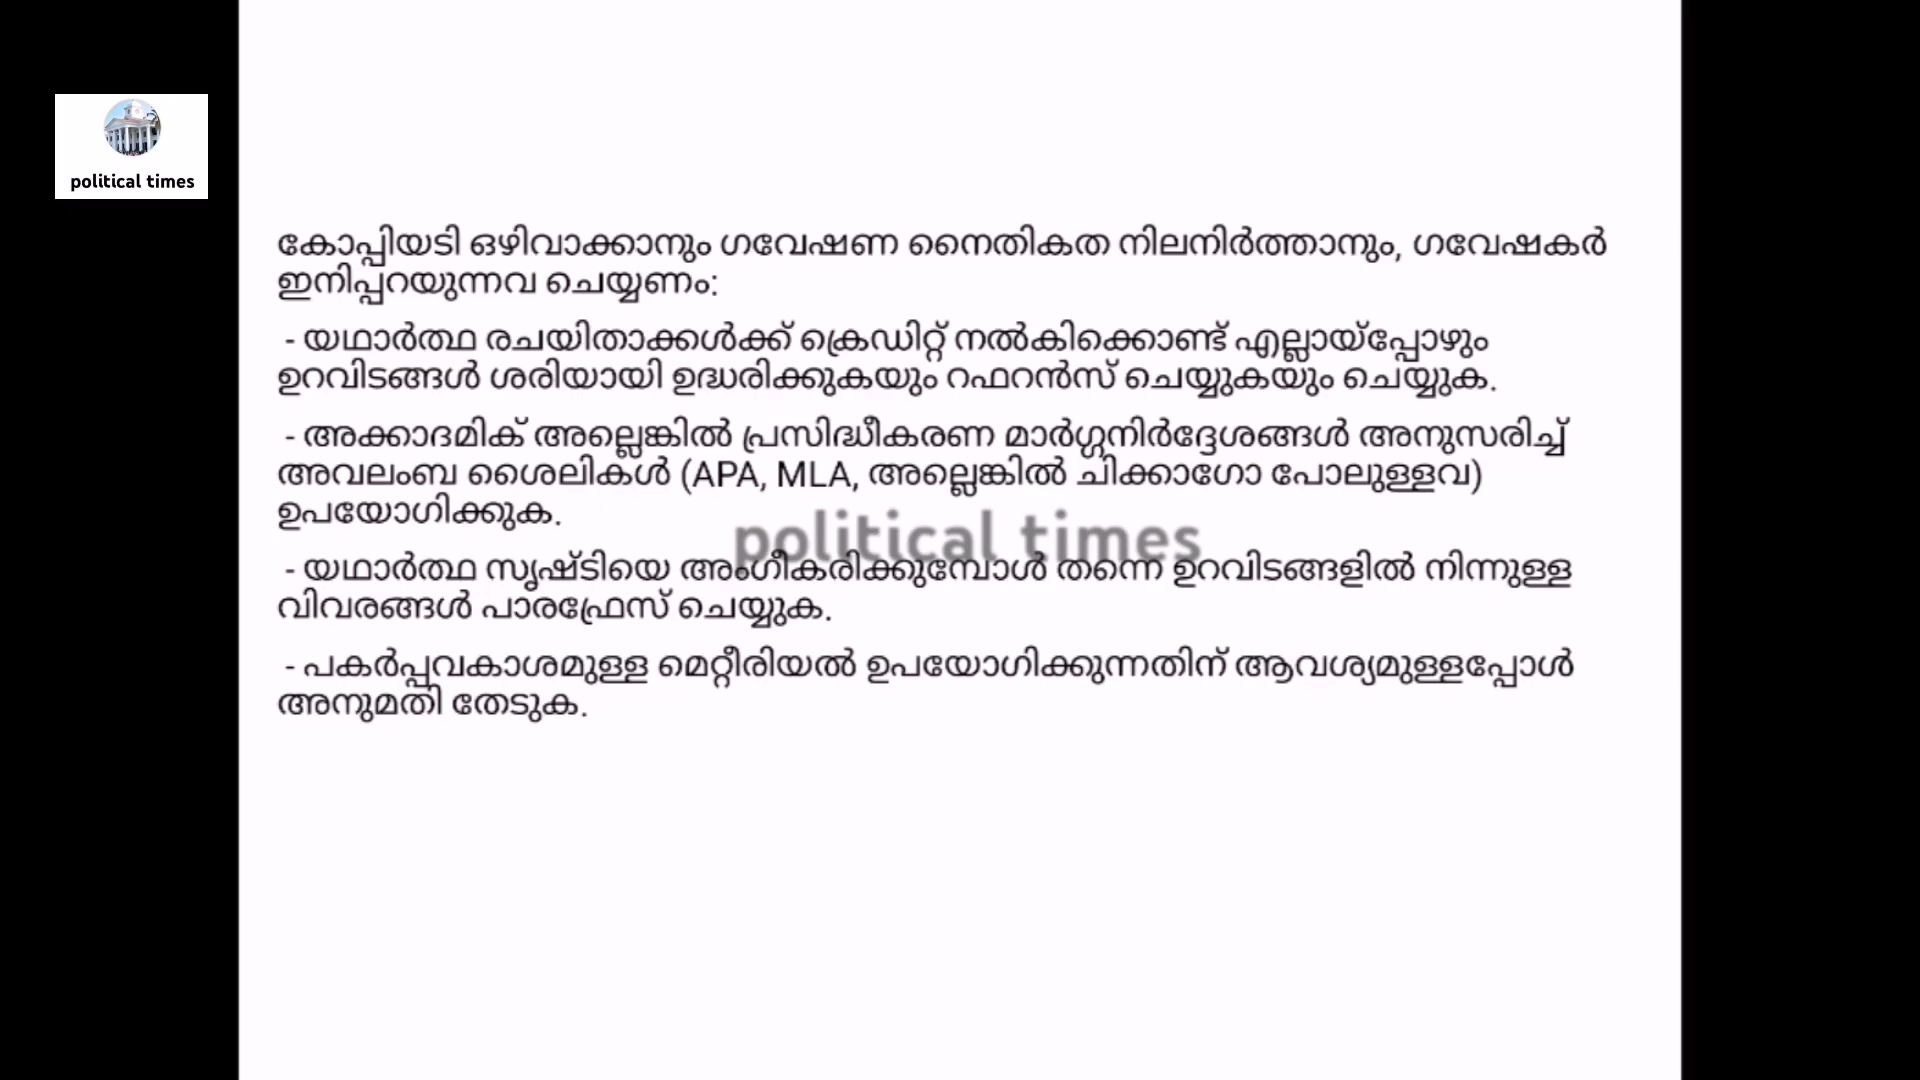 political times
കോപ്പിയടി ഒഴിവാക്കാനും ഗവേഷണ നൈതികത നിലനിർത്താനും, ഗവേഷകർ
ഇനിപ്പറയുന്നവ ചെയ്യണം:
- യഥാർത്ഥ രചയിതാക്കൾക്ക് ക്രെഡിറ്റ് നൽകിക്കൊണ്ട് എല്ലായ്പ്പോഴും
ഉറവിടങ്ങൾ ശരിയായി ഉദ്ധരിക്കുകയും റഫറൻസ് ചെയ്യുകയും ചെയ്യുക.
- അക്കാദമിക് അല്ലെങ്കിൽ പ്രസിദ്ധീകരണ മാർഗ്ഗനിർദ്ദേശങ്ങൾ അനുസരിച്ച്
അവലംബ ശൈലികൾ (APA, MLA, അല്ലെങ്കിൽ ചിക്കാഗോ പോലുള്ളവ)
ഉപയോഗിക്കുക.
political times
- യഥാർത്ഥ സൃഷ്ടിയെ അംഗീകരിക്കുമ്പോൾ തന്നെ ഉറവിടങ്ങളിൽ നിന്നുള്ള
വിവരങ്ങൾ പാരഫ്രേസ് ചെയ്യുക.
- പകർപ്പവകാശമുള്ള മെറ്റീരിയൽ ഉപയോഗിക്കുന്നതിന് ആവശ്യമുള്ളപ്പോൾ
അനുമതി തേടുക.